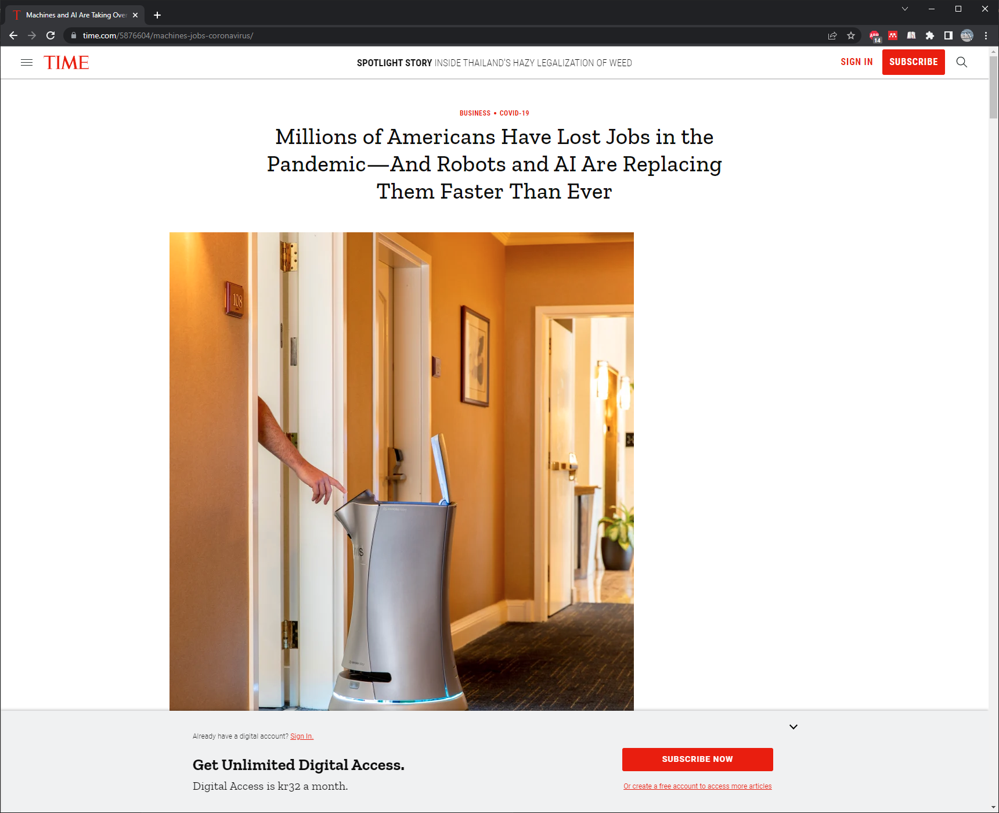 Machines and AI Are Taking Over
time.com/5876604/machines-jobs-coronavirus/
ABP
14
TIME
SPOTLIGHT STORY INSIDE THAILAND'S HAZY LEGALIZATION OF WEED
SIGN IN
SUBSCRIBE
BUSINESS • COVID-19
Millions of Americans Have Lost Jobs in the
Pandemic—And Robots and AI Are Replacing
Them Faster Than Ever
108
Already have a digital account? Sign In.
Get Unlimited Digital Access.
Digital Access is kr32 a month.
SUBSCRIBE NOW
Or create a free account to access more articles